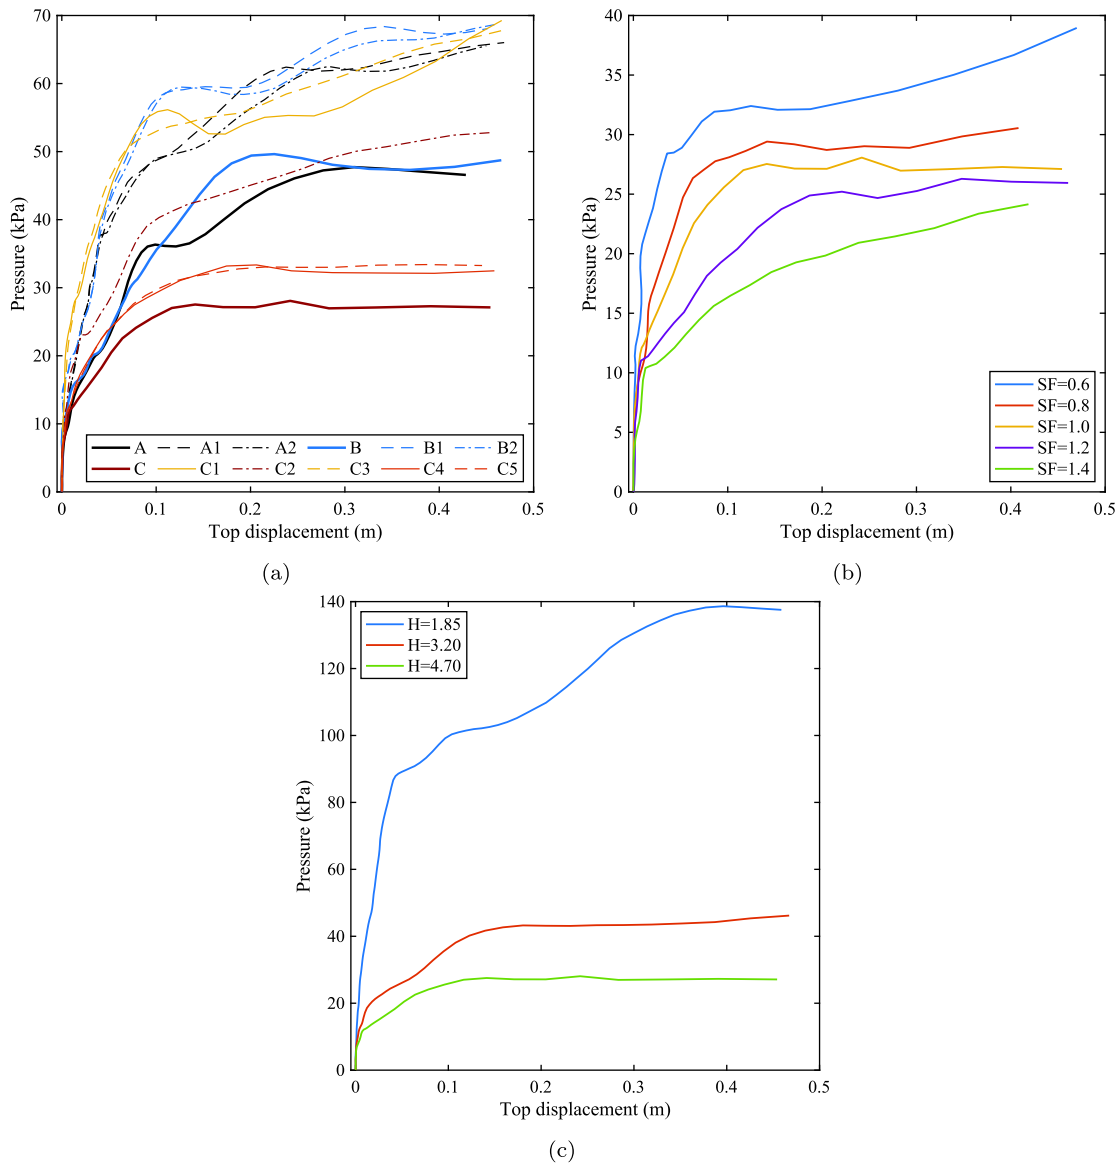 70
60
50
40
30
20
10
0
Pressure (kPa)
A A1 A2 B B1 B2
C C1 C2 C3 C4 C5
0 0.1 0.2 0.3 0.4 0.5
Top displacement (m)
(a)
40
35
30
25
20
15
10
5
0
Pressure (kPa)
SF=0.6
SF=0.8
SF=1.0
SF=1.2
SF=1.4
0 0.1 0.2 0.3 0.4 0.5
Top displacement (m)
(b)
140
120
100
80
60
40
20
0
Pressure (kPa)
H=1.85
H=3.20
H=4.70
0 0.1 0.2 0.3 0.4 0.5
Top displacement (m)
(c)